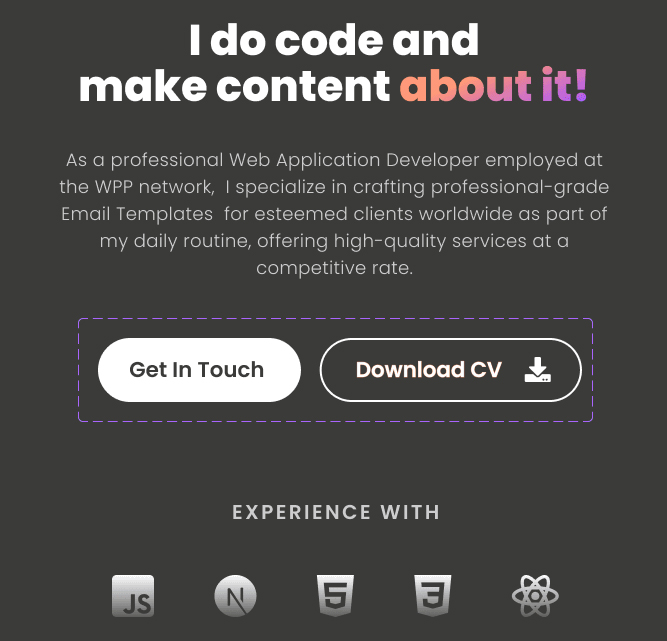 I do code and
make content about it!
As a professional Web Application Developer employed at
the WPP network,  I specialize in crafting professional-grade
Email Templates  for esteemed clients worldwide as part of
my daily routine, offering high-quality services at a
competitive rate.
Get In Touch
Download CV
EXPERIENCE WITH
JS
N
5
3